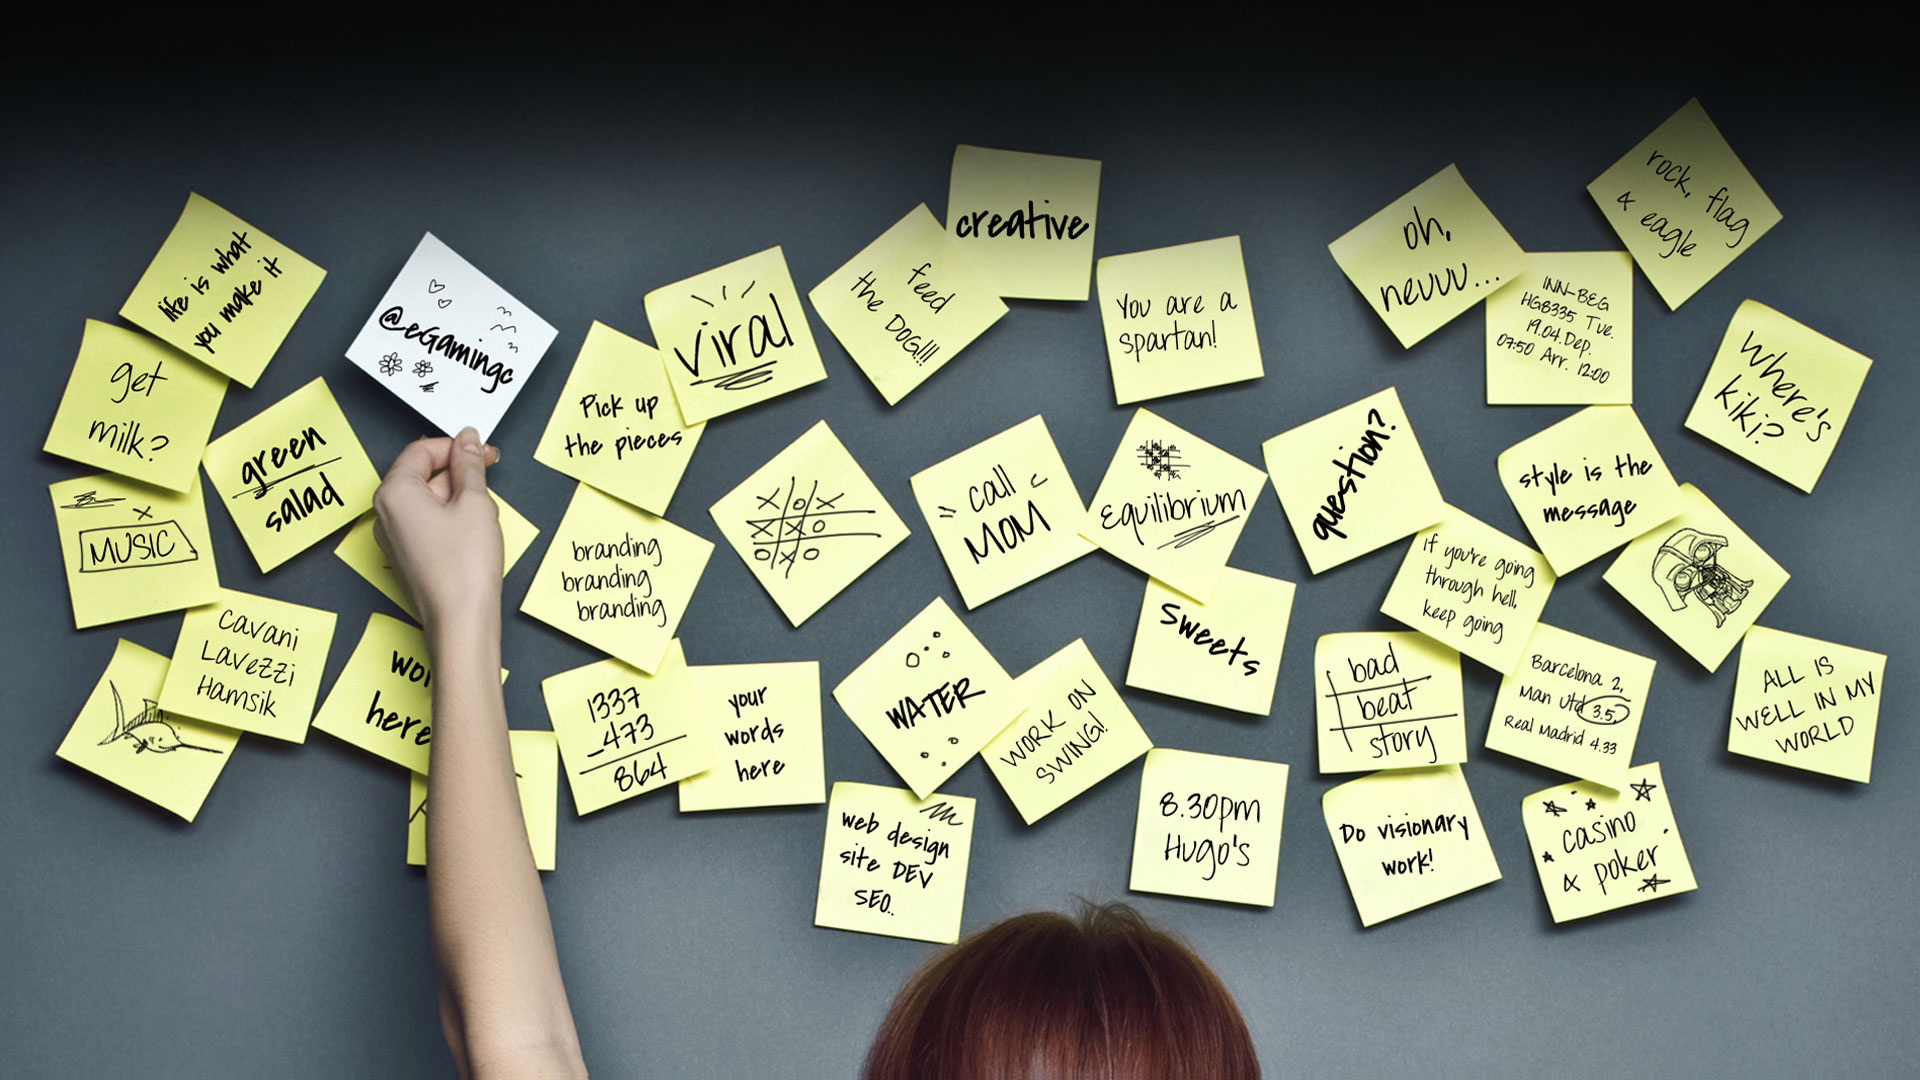 life is what
you make it
get
milk?
MUSIC
green
salad
@eGamingc
Cavani
Lavezzi
Hamsik
here
Pick up
the pieces
viral
branding
branding
branding
1337
-473
864
your
words
here
feed
the DOG!!!
creative
You are a
spartan!
X O X
X X O
O X O
call
MOM
equilibrium
WATER
WORK ON
SWING!
sweets
web design
site DEV
SEO..
8.30pm
Hugo's
oh,
neuuu...
rock, flag
& eagle
INN-BEG
HG8335 Tue.
19.04.Dep.
07:50 Arr. 12:00
Where's
kiki?
question?
style is the
message
If you're going
through hell,
keep going
bad
beat
story
Barcelona 2,
Man Utd 3.5,
Real Madrid 4.33
ALL IS
WELL IN MY
WORLD
Do visionary
work!
casino
& poker